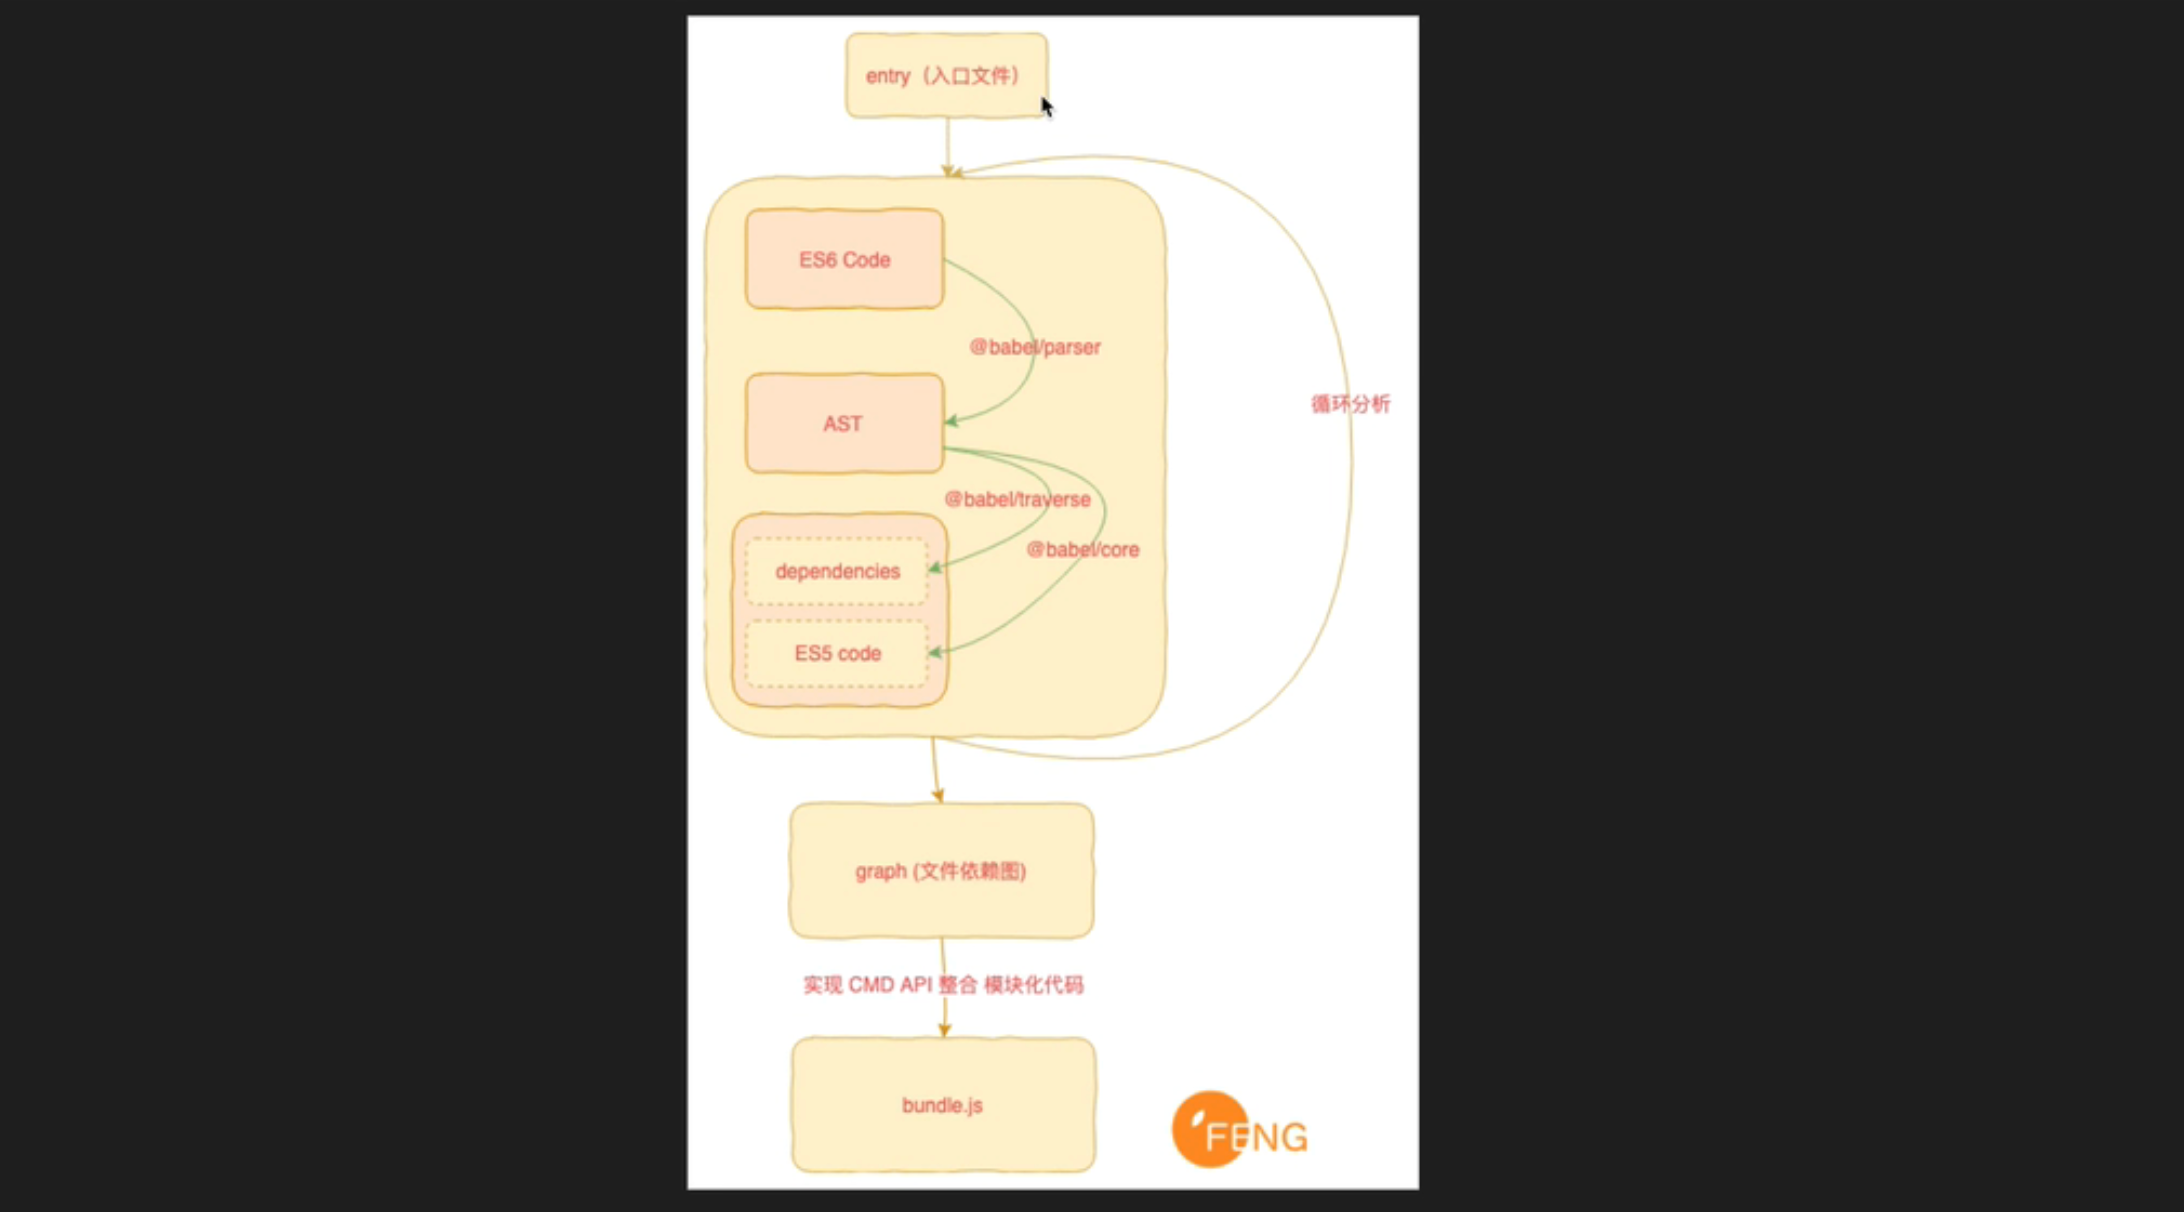 entry（入口文件）
ES6 Code
@babel/parser
循环分析
AST
@babel/traverse
@babel/core
dependencies
ES5 code
graph (文件依赖图)
实现 CMD API 整合 模块化代码
bundle.js
FENG